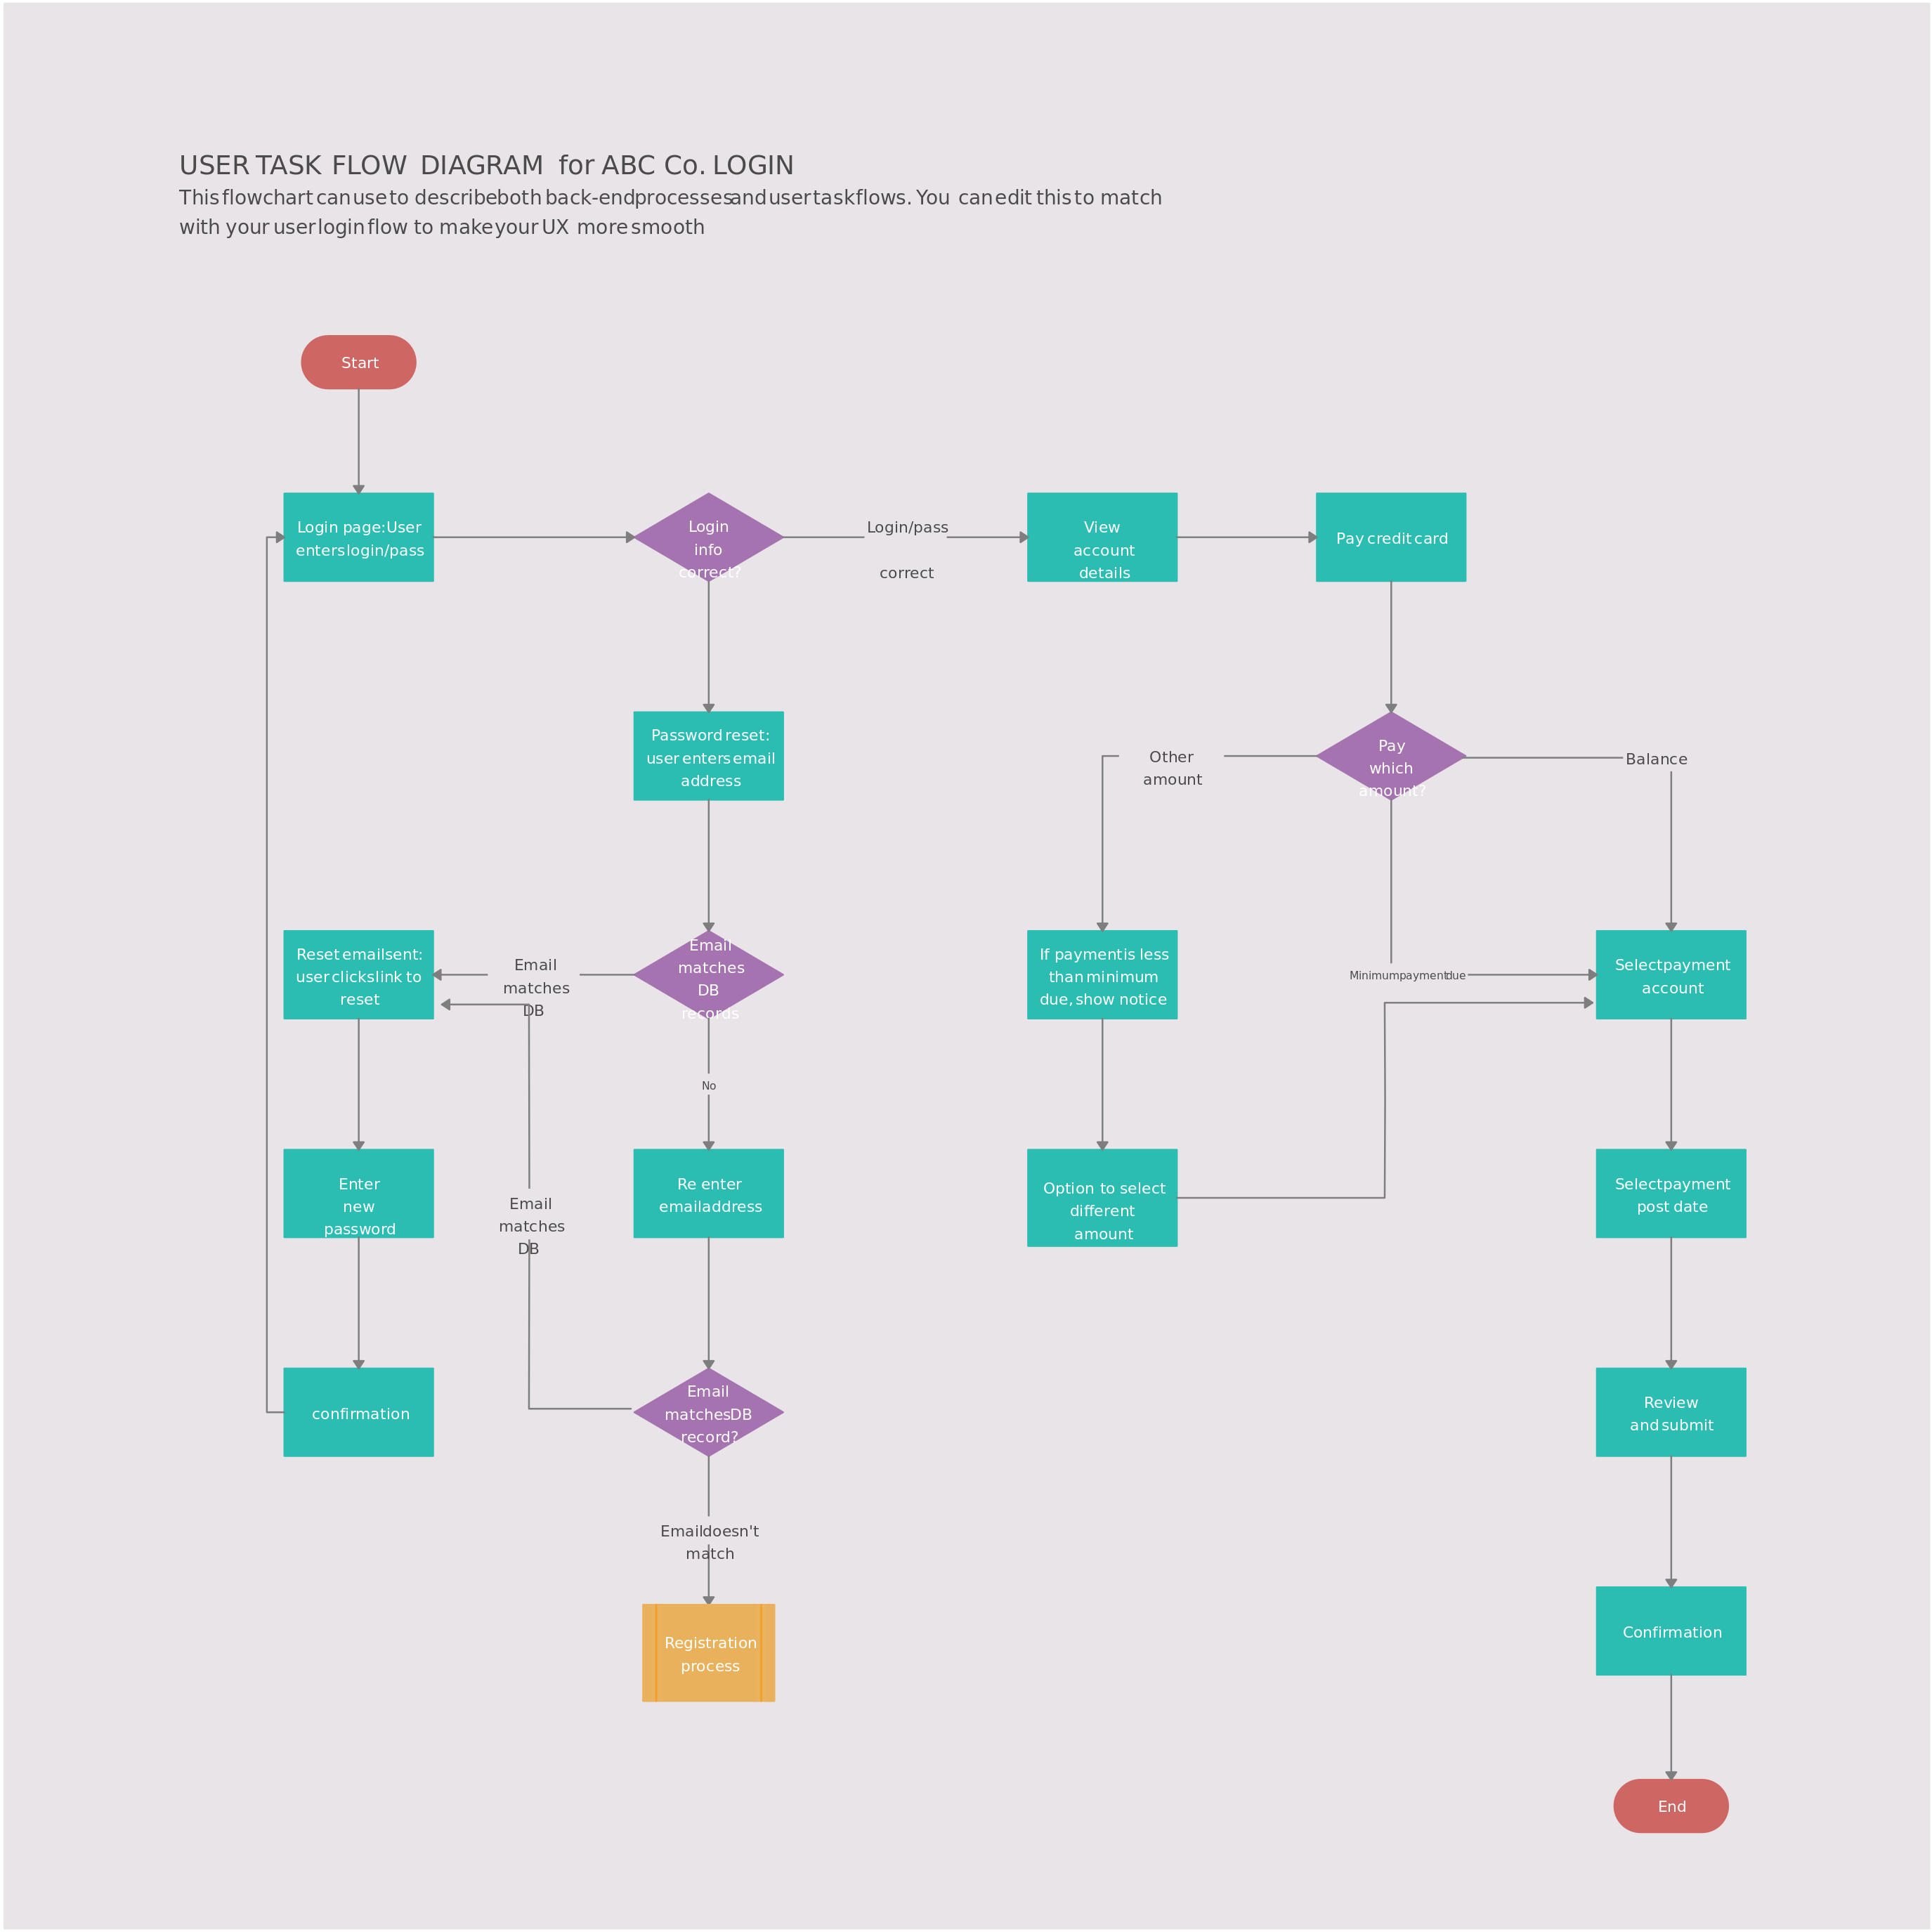 USER TASK FLOW DIAGRAM for ABC Co. LOGIN
This flowchart can use to describe both back-end processes and user task flows. You can edit this to match
with your user login flow to make your UX more smooth
Start
Login page: User
enters login/pass
Login
info
correct?
Login/pass
correct
View
account
details
Pay credit card
Password reset:
user enters email
address
Other
amount
Pay
which
amount?
Balance
Reset email sent:
user clicks link to
reset
Email
matches
DB
Email
matches
DB
records
If payment is less
than minimum
due, show notice
Minimum payment due
Select payment
account
No
Enter
new
password
Email
matches
DB
Re enter
email address
Option to select
different
amount
Select payment
post date
confirmation
Email
matches DB
record?
Review
and submit
Email doesn't
match
Registration
process
Confirmation
End